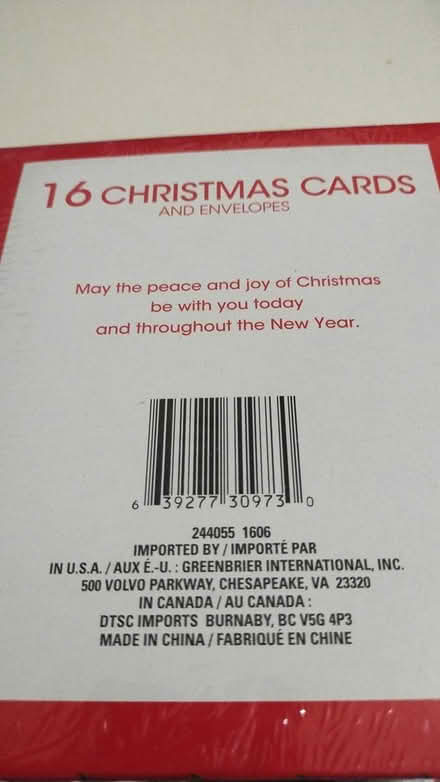 16 CHRISTMAS CARDS
AND ENVELOPES
May the peace and joy of Christmas
be with you today
and throughout the New Year.
6 39277 30973 0
244055 1606
IMPORTED BY / IMPORTÉ PAR
IN U.S.A. / AUX É.-U. : GREENBRIER INTERNATIONAL, INC.
500 VOLVO PARKWAY, CHESAPEAKE, VA 23320
IN CANADA / AU CANADA :
DTSC IMPORTS BURNABY, BC V5G 4P3
MADE IN CHINA / FABRIQUÉ EN CHINE